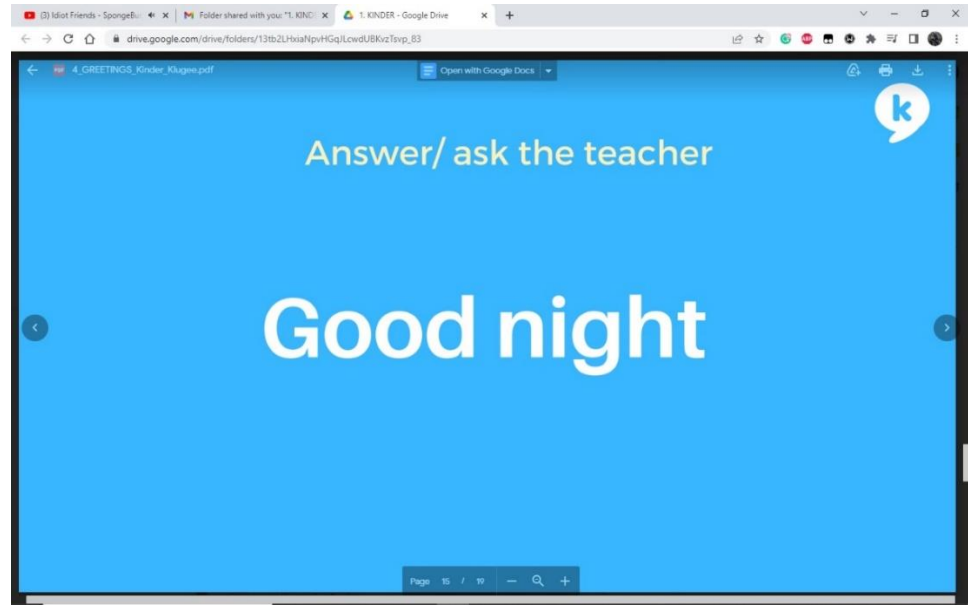 (3) Idiot Friends - SpongeBo
Folder shared with you: "1. KIND
1. KINDER - Google Drive
drive.google.com/drive/folders/13tb2LHxiaNpvHGqJLcwdUBKvzTsvp_83
4_GREETINGS_Kinder_Klugee.pdf
Open with Google Docs
k
Answer/ ask the teacher
Good night
Page 15 / 19